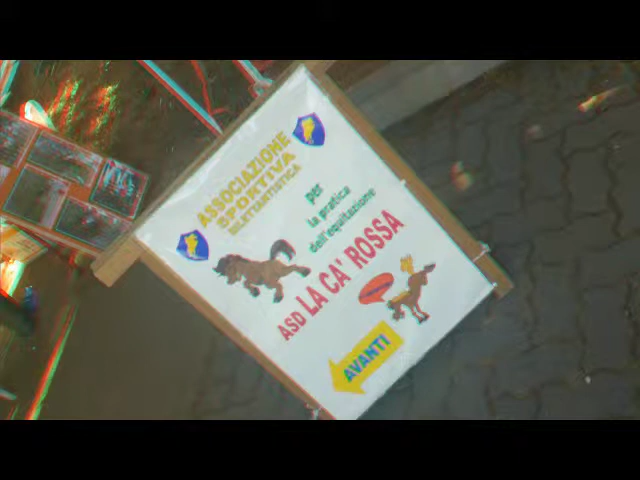 ASSOCIAZIONE
SPORTIVA
DILETTANTISTICA
per
la pratica
dell'equitazione
ASD LA CA' ROSSA
AVANTI